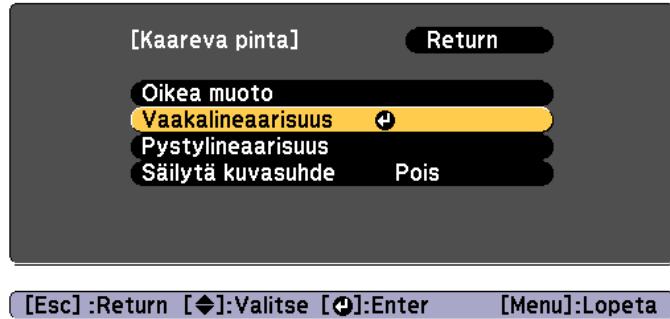 [Kaareva pinta] Return
Oikea muoto
Vaakalineaarisuus
Pystylineaarisuus
Säilytä kuvasuhde Pois
[Esc] :Return [◆]:Valitse [↵]:Enter [Menu]:Lopeta